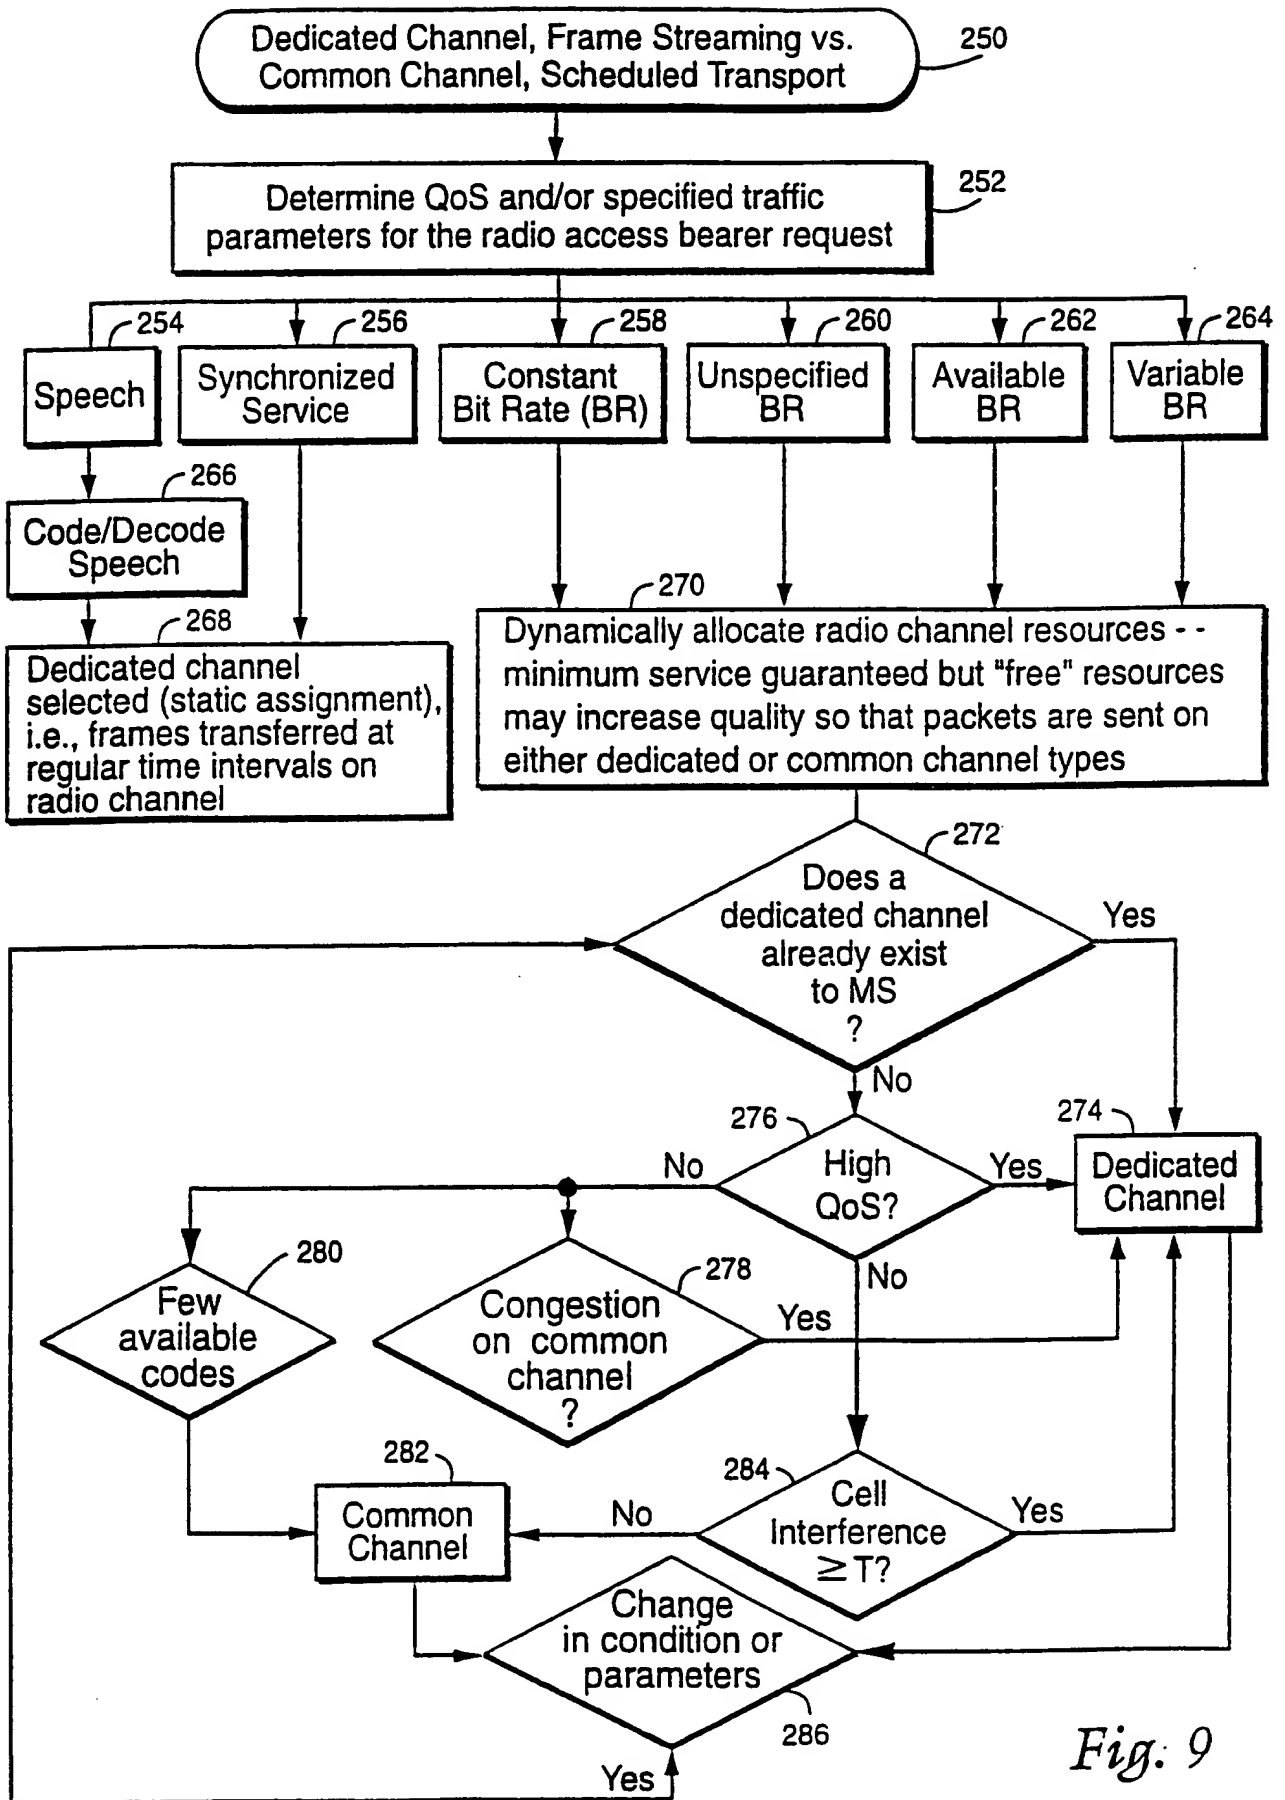 Dedicated Channel, Frame Streaming vs.
Common Channel, Scheduled Transport
250
Determine QoS and/or specified traffic
parameters for the radio access bearer request
252
254
256
258
260
262
264
Speech
Synchronized
Service
Constant
Bit Rate (BR)
Unspecified
BR
Available
BR
Variable
BR
266
Code/Decode
Speech
268
Dedicated channel
selected (static assignment),
i.e., frames transferred at
regular time intervals on
radio channel
270
Dynamically allocate radio channel resources - -
minimum service guaranteed but "free" resources
may increase quality so that packets are sent on
either dedicated or common channel types
272
Does a
dedicated channel
already exist
to MS
?
Yes
No
276
High
QoS?
No
Yes
No
274
Dedicated
Channel
280
Few
available
codes
278
Congestion
on common
channel
?
Yes
282
Common
Channel
284
Cell
Interference
≥ T?
No
Yes
Change
in condition or
parameters
286
Yes
Fig. 9